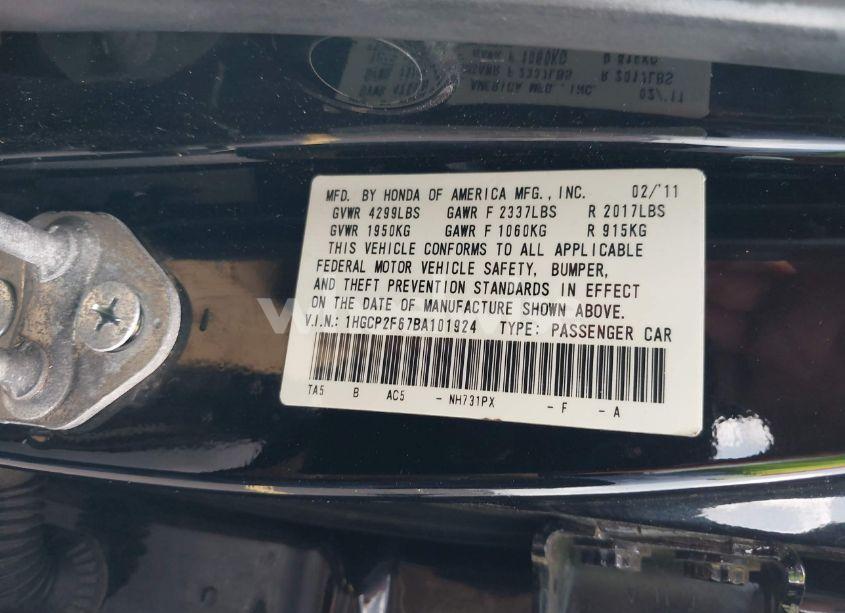 MFD. BY HONDA OF AMERICA MFG., INC. 02/'11
GVWR 4299LBS GAWR F 2337LBS R 2017LBS
GVWR 1950KG GAWR F 1060KG R 915KG
THIS VEHICLE CONFORMS TO ALL APPLICABLE
FEDERAL MOTOR VEHICLE SAFETY, BUMPER,
AND THEFT PREVENTION STANDARDS IN EFFECT
ON THE DATE OF MANUFACTURE SHOWN ABOVE.
V.I.N.: 1HGCP2F67BA101924 TYPE: PASSENGER CAR
TA5 B AC5 - NH731PX - F - A